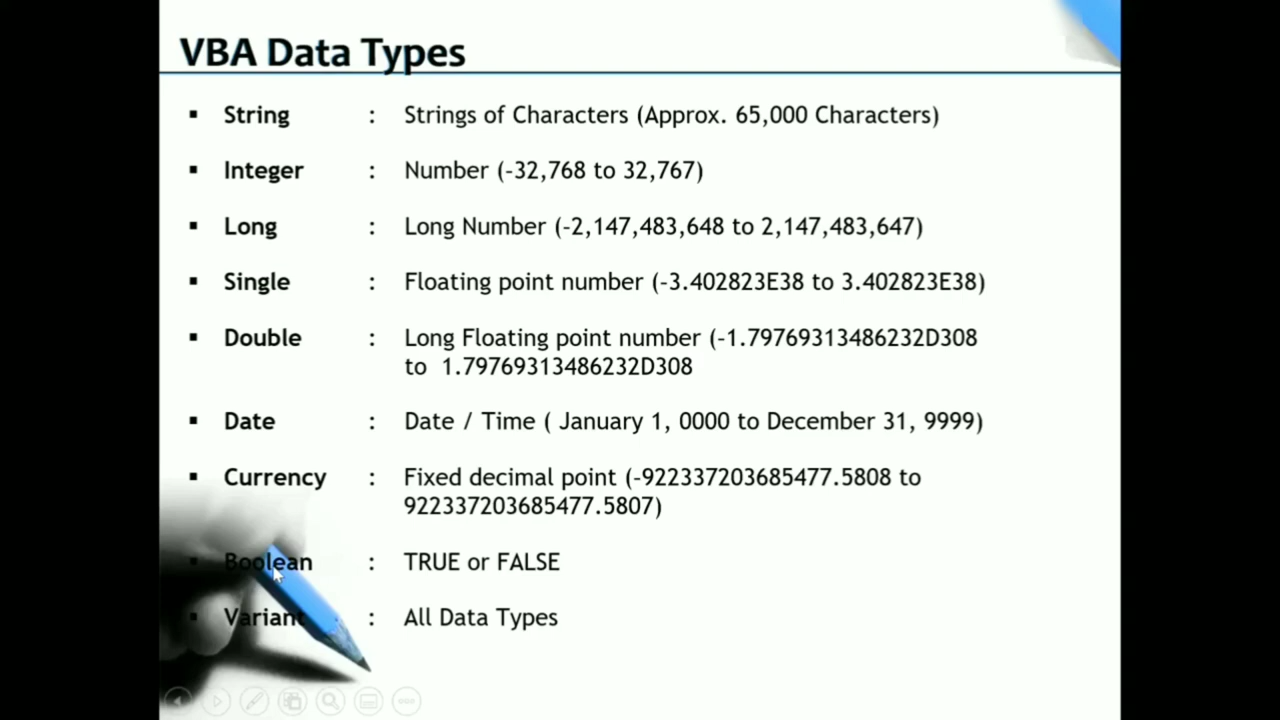 VBA Data Types
▪ String : Strings of Characters (Approx. 65,000 Characters)
▪ Integer : Number (-32,768 to 32,767)
▪ Long : Long Number (-2,147,483,648 to 2,147,483,647)
▪ Single : Floating point number (-3.402823E38 to 3.402823E38)
▪ Double : Long Floating point number (-1.79769313486232D308
to 1.79769313486232D308
▪ Date : Date / Time ( January 1, 0000 to December 31, 9999)
▪ Currency : Fixed decimal point (-922337203685477.5808 to
922337203685477.5807)
▪ Boolean : TRUE or FALSE
▪ Variant : All Data Types